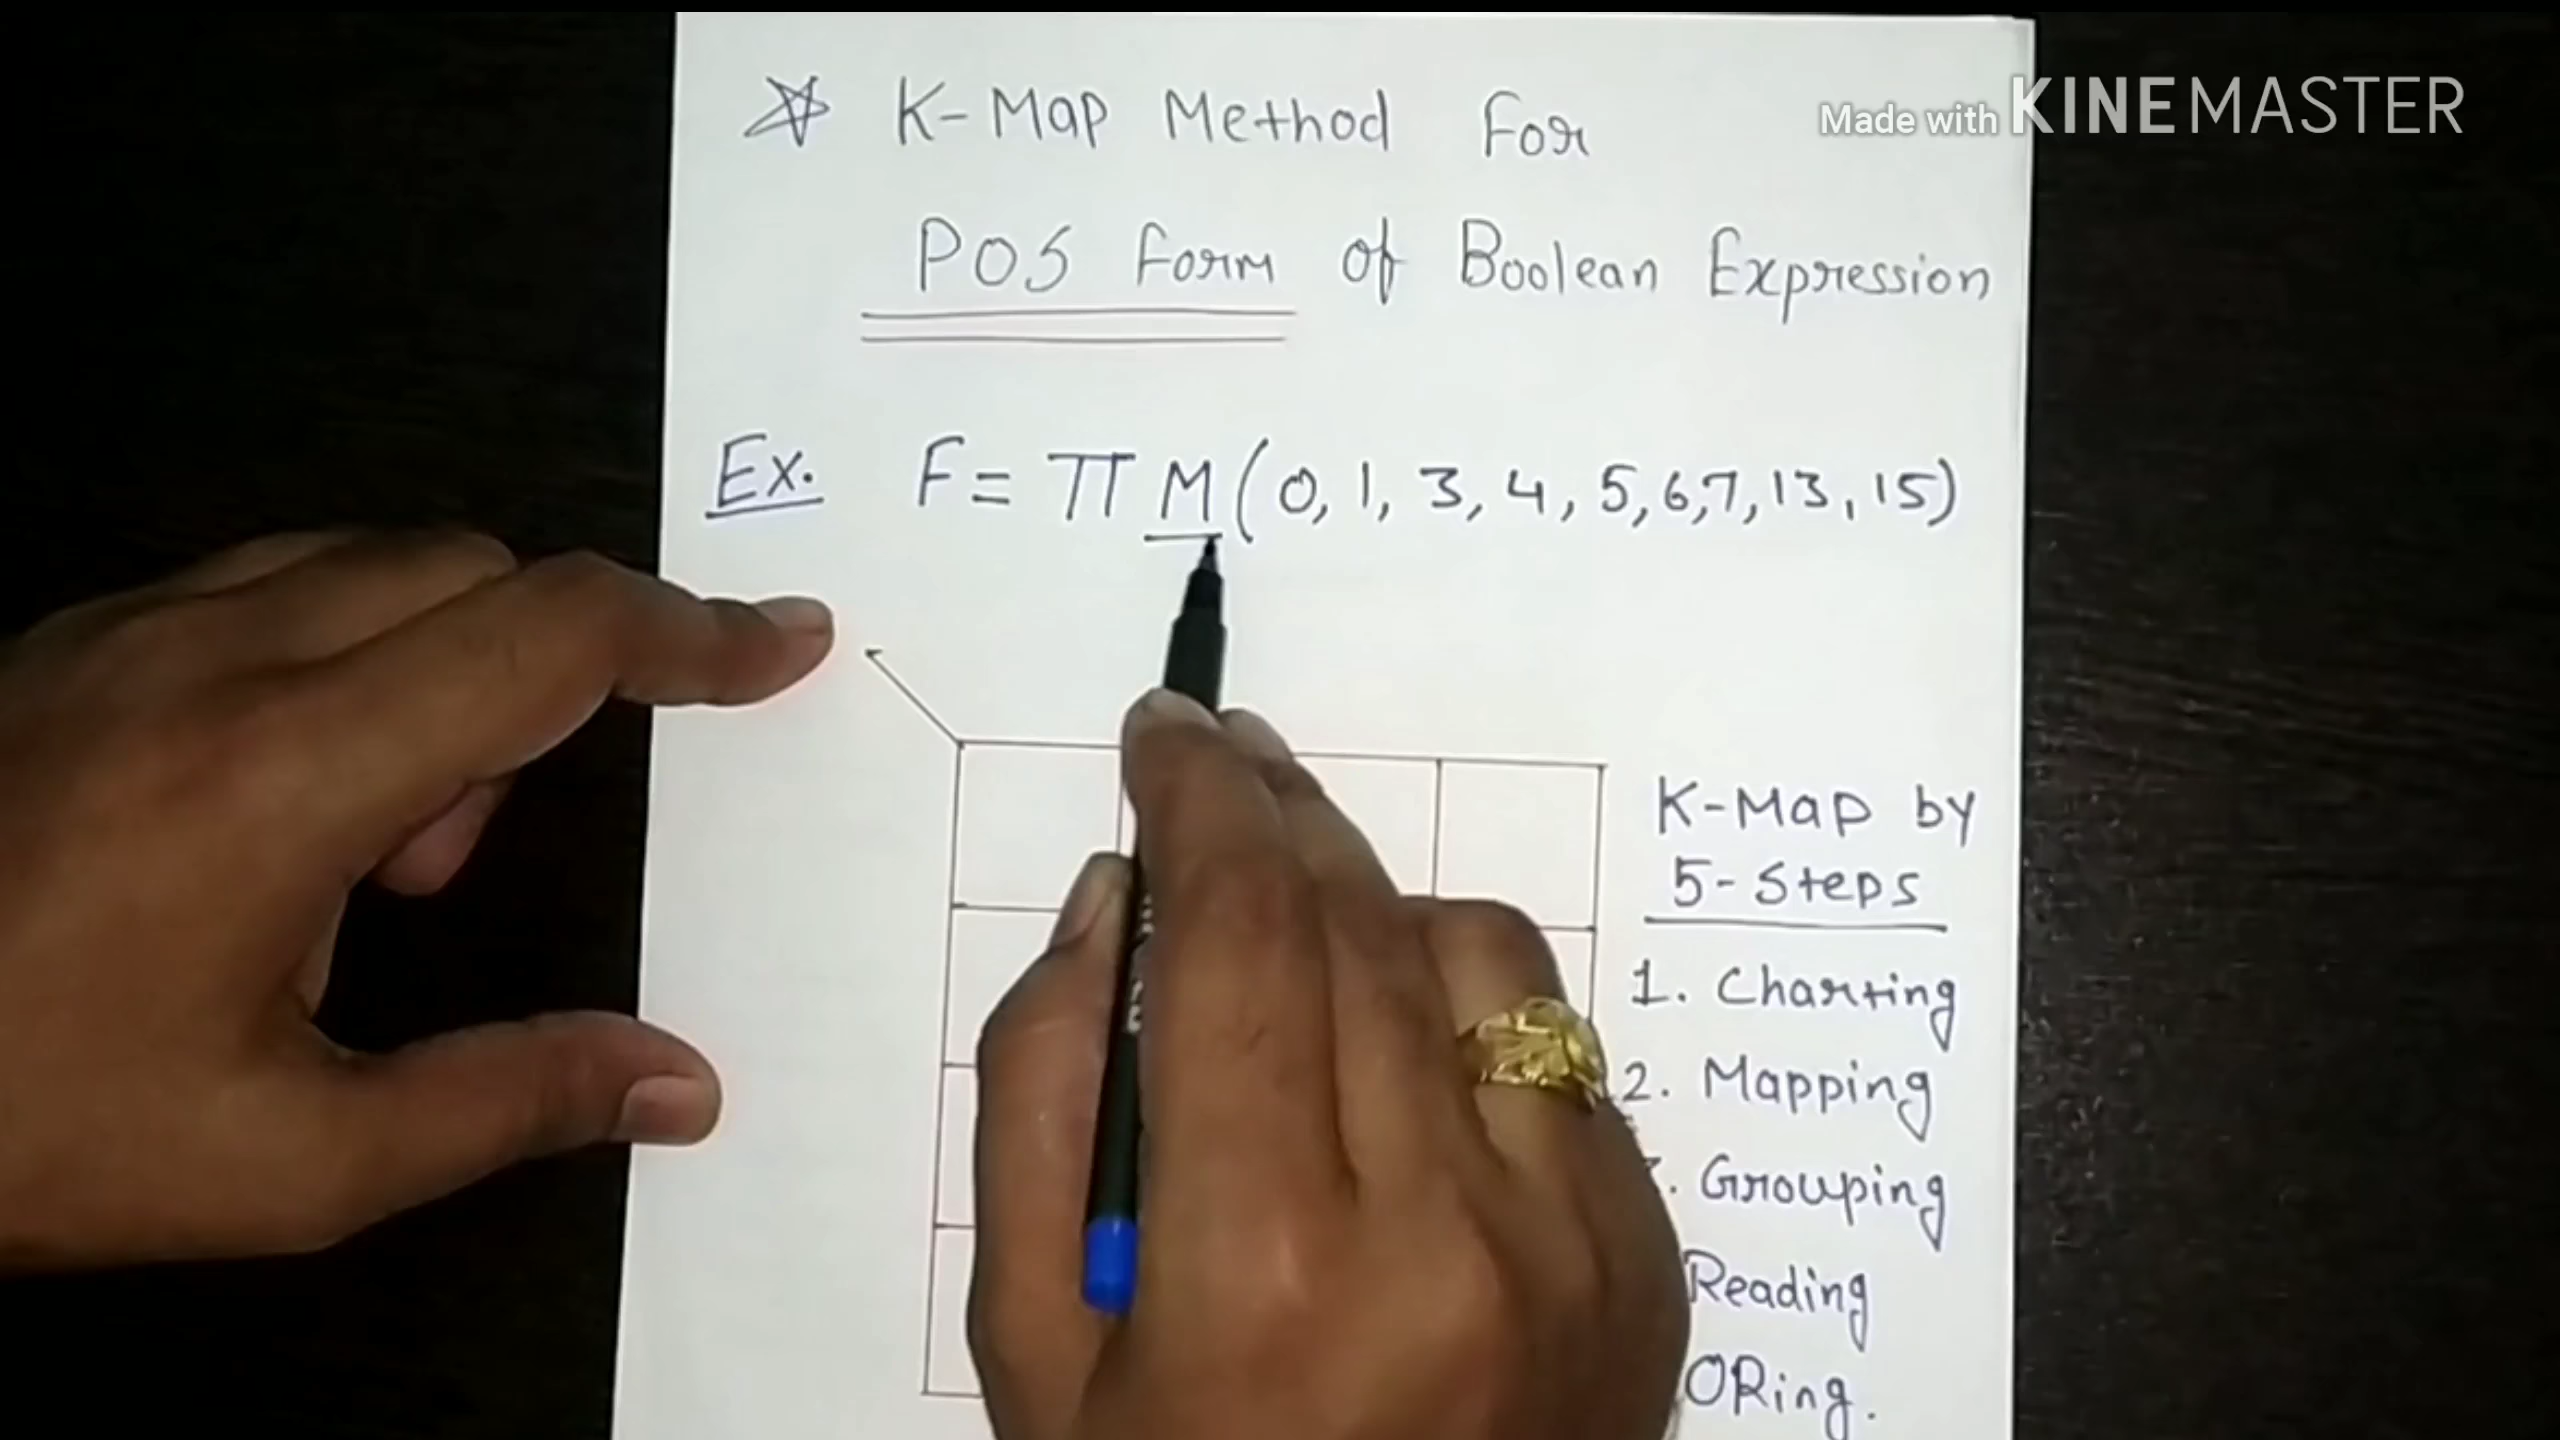 Made with KINEMASTER
K-Map Method For
POS Form of Boolean Expression
Ex. F = π M (0, 1, 3, 4, 5, 6, 7, 13, 15)
K-Map by
5-Steps
1. Charting
2. Mapping
. Grouping
Reading
ORing.